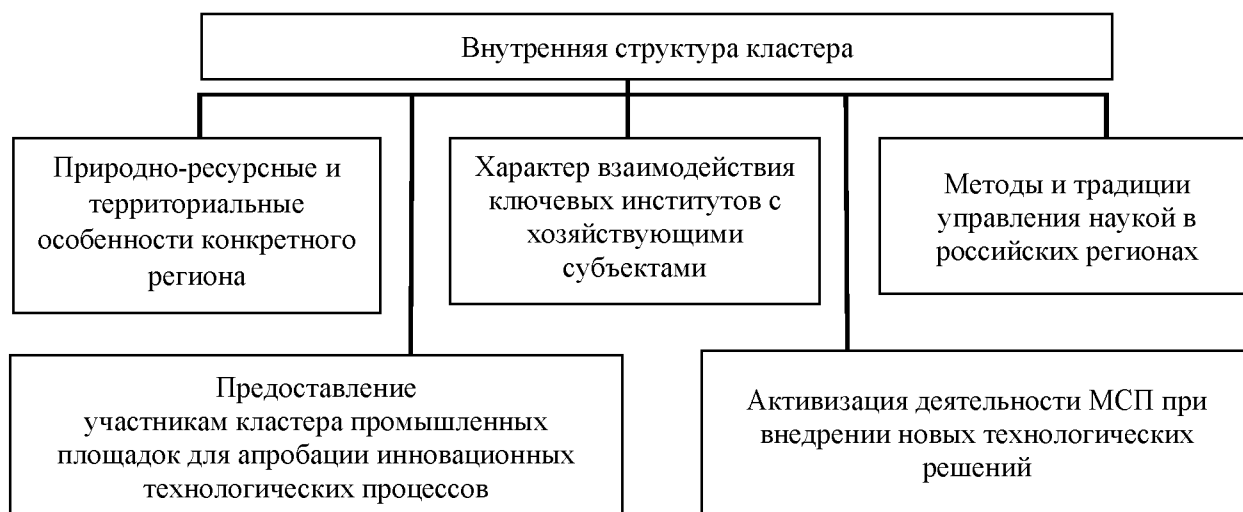 Внутренняя структура кластера
Природно-ресурсные и
территориальные
особенности конкретного
региона
Характер взаимодействия
ключевых институтов с
хозяйствующими
субъектами
Методы и традиции
управления наукой в
российских регионах
Предоставление
участникам кластера промышленных
площадок для апробации инновационных
технологических процессов
Активизация деятельности МСП при
внедрении новых технологических
решений